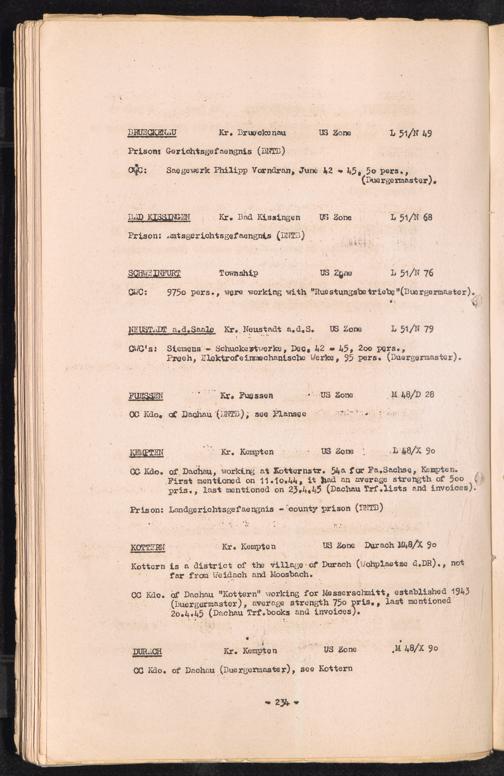 BRUECKENAU Kr. Brueckenau US Zone L 51/N 49
Prison: Gerichtsgefaengnis (DNTB)
CWC: Saegewerk Philipp Vorndran, June 42 - 45, 50 pers.,
(Buergermaster).
BAD KISSINGEN Kr. Bad Kissingen US Zone L 51/N 68
Prison: Amtsgerichtsgefaengnis (DNTB)
SCHWEINFURT Township US Zone L 51/N 76
CWC: 9750 pers., were working with "Ruestungsbetriebe"(Buergermaster).
NEUSTADT a.d.Saale Kr. Neustadt a.d.S. US Zone L 51/N 79
CWC's: Siemens - Schuckertwerke, Dec. 42 - 45, 200 pers.,
Preh, Elektrofeinmechanische Werke, 95 pers. (Buergermaster).
FUESSEN Kr. Fuessen US Zone M 48/D 28
CC Kdo. of Dachau (DNTB); see Plansee
KEMPTEN Kr. Kempten US Zone L 48/X 90
CC Kdo. of Dachau, working at Kotternstr. 54a for Fa.Sachse, Kempten.
First mentioned on 11.10.44, it had an average strength of 500
pris., last mentioned on 23.4.45 (Dachau Trf.lists and invoices).
Prison: Landgerichtsgefaengnis - county prison (DNTB)
KOTTERN Kr. Kempten US Zone Durach M48/X 90
Kottern is a district of the village of Durach (Wohplaetze d.DR)., not
far from Weidach and Moosbach.
CC Kdo. of Dachau "Kottern" working for Messerschmitt, established 1943
(Buergermaster), average strength 750 pris., last mentioned
20.4.45 (Dachau Trf.books and invoices).
DURACH Kr. Kempten US Zone M 48/X 90
CC Kdo. of Dachau (Buergermaster), see Kottern
- 234 -